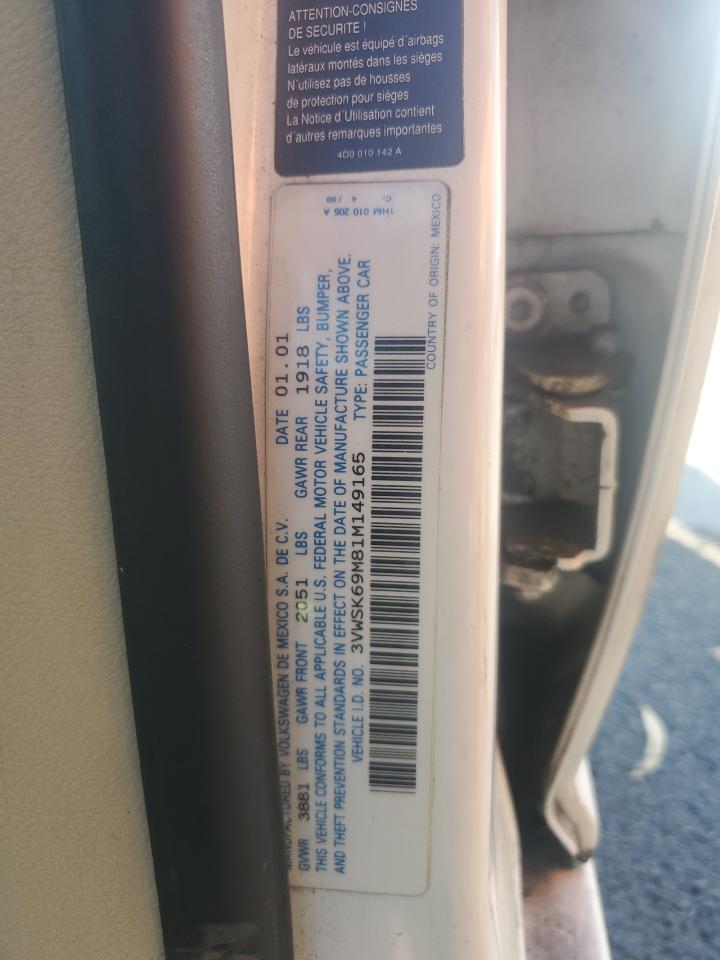 ATTENTION-CONSIGNES
DE SECURITE !
Le véhicule est équipé d'airbags
latéraux montés dans les sièges
N'utilisez pas de housses
de protection pour sièges
La Notice d'Utilisation contient
d'autres remarques importantes
4D0 010 142 A
MANUFACTURED BY VOLKSWAGEN DE MEXICO S.A. DE C.V. DATE 01.01
GVWR 3881 LBS GAWR FRONT 2051 LBS GAWR REAR 1918 LBS
THIS VEHICLE CONFORMS TO ALL APPLICABLE U.S. FEDERAL MOTOR VEHICLE SAFETY, BUMPER,
AND THEFT PREVENTION STANDARDS IN EFFECT ON THE DATE OF MANUFACTURE SHOWN ABOVE.
VEHICLE I.D. NO. 3VWSK69M81M149165 TYPE: PASSENGER CAR
COUNTRY OF ORIGIN: MEXICO
1HM 010 205 A
4 / 00